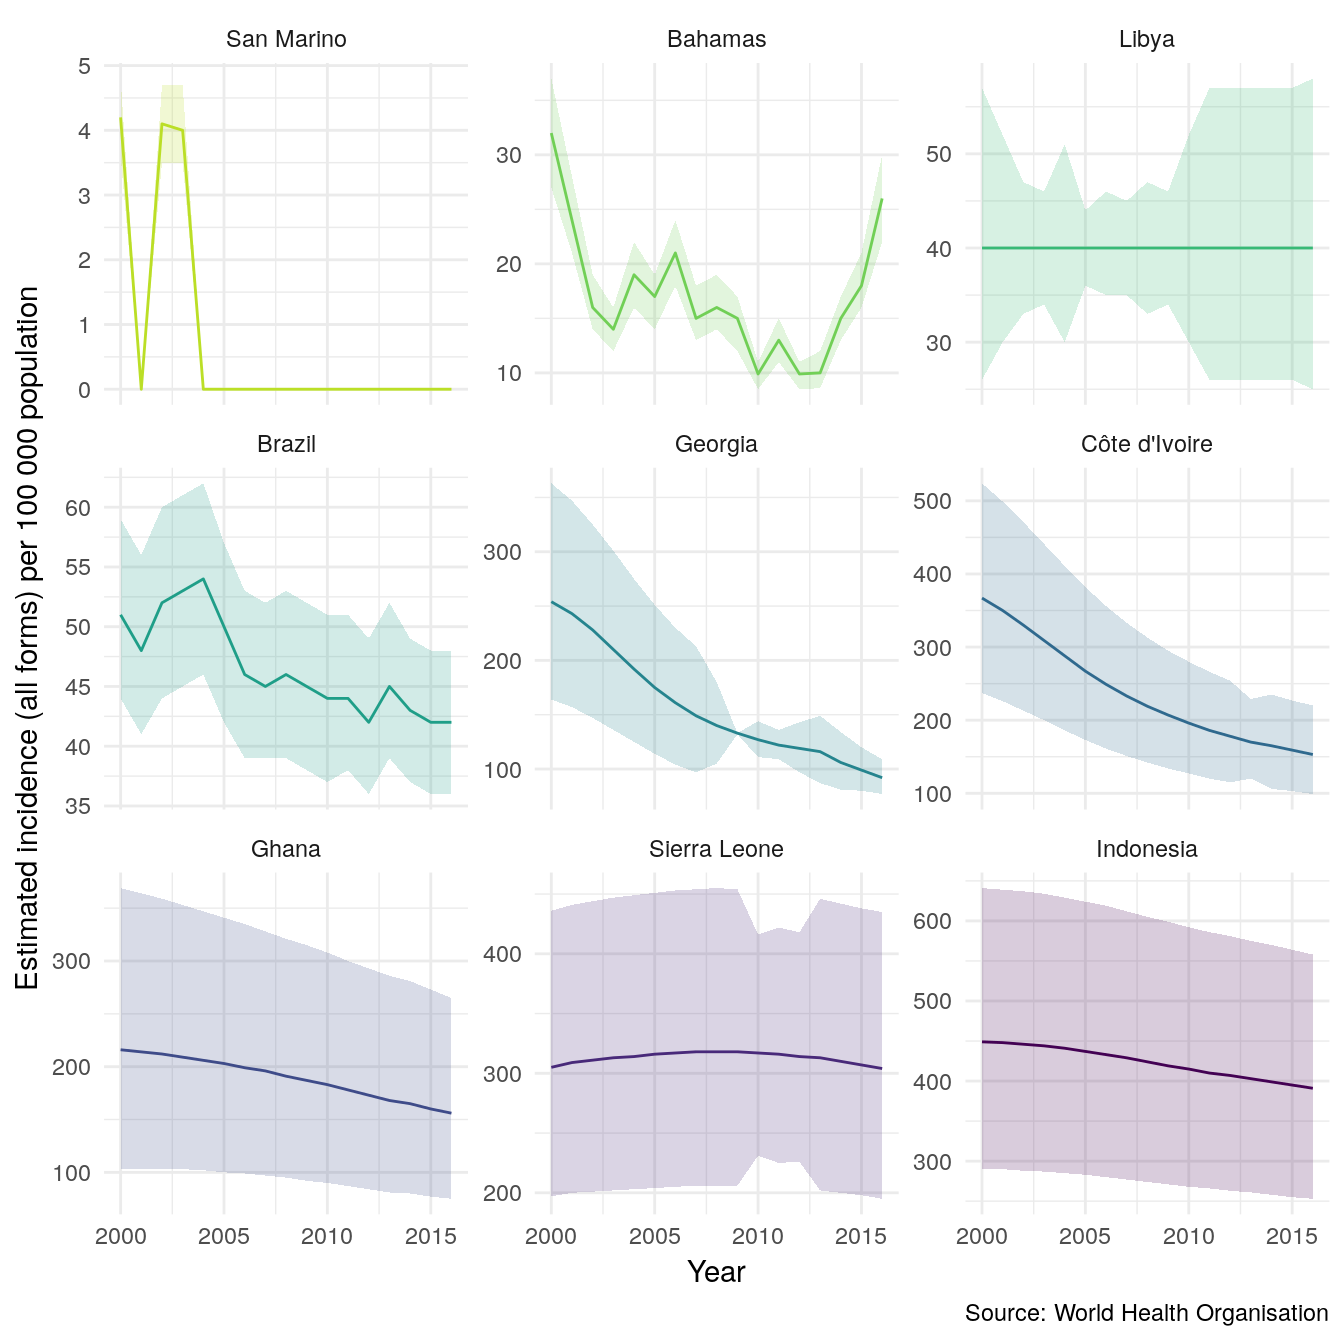 Estimated incidence (all forms) per 100 000 population
San Marino
5
4
3
2
1
0
Bahamas
30
20
10
Libya
50
40
30
Brazil
60
55
50
45
40
35
Georgia
300
200
100
Côte d'Ivoire
500
400
300
200
100
Ghana
300
200
100
Sierra Leone
400
300
200
Indonesia
600
500
400
300
2000 2005 2010 2015
2000 2005 2010 2015
2000 2005 2010 2015
Year
Source: World Health Organisation